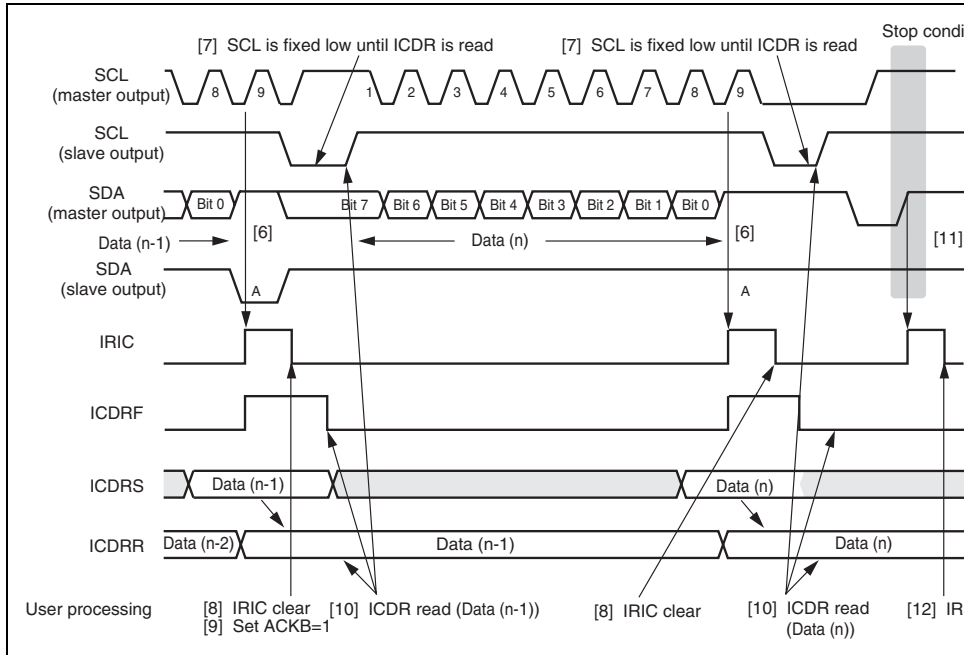 Stop condi
[7] SCL is fixed low until ICDR is read
[7] SCL is fixed low until ICDR is read
SCL
(master output)
8 9 1 2 3 4 5 6 7 8 9
SCL
(slave output)
SDA
(master output)
Bit 0 Bit 7 Bit 6 Bit 5 Bit 4 Bit 3 Bit 2 Bit 1 Bit 0
Data (n-1) [6] Data (n) [6] [11]
SDA
(slave output)
A A
IRIC
ICDRF
ICDRS
Data (n-1) Data (n)
ICDRR
Data (n-2) Data (n-1) Data (n)
User processing
[8] IRIC clear
[9] Set ACKB=1
[10] ICDR read (Data (n-1))
[8] IRIC clear
[10] ICDR read
(Data (n))
[12] IR